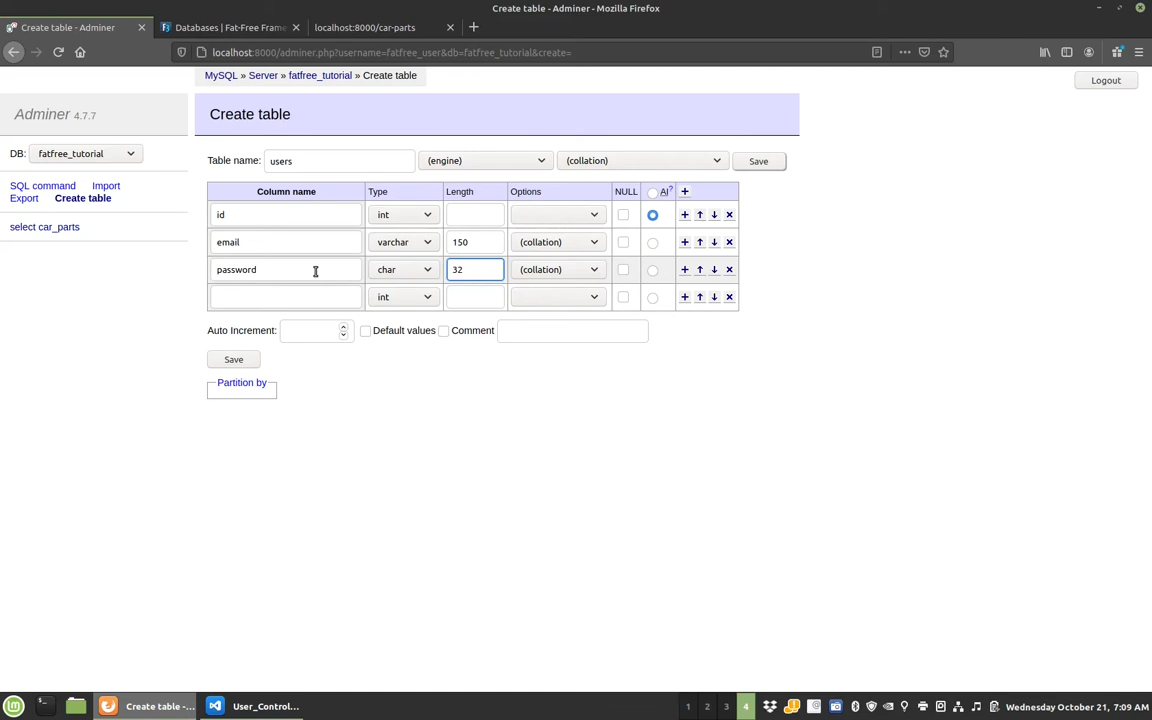 Create table - Adminer - Mozilla Firefox
Create table - Adminer
Databases | Fat-Free Frame
localhost:8000/car-parts
localhost:8000/adminer.php?username=fatfree_user&db=fatfree_tutorial&create=
MySQL » Server » fatfree_tutorial » Create table
Logout
Adminer 4.7.7
Create table
DB: fatfree_tutorial
Table name: users (engine) (collation) Save
SQL command Import
Export Create table
select car_parts
Column name Type Length Options NULL AI?
id int
email varchar 150 (collation)
password char 32 (collation)
int
Auto Increment: Default values Comment
Save
Partition by
Create table -...
User_Control...
1 2 3 4
Wednesday October 21, 7:09 AM